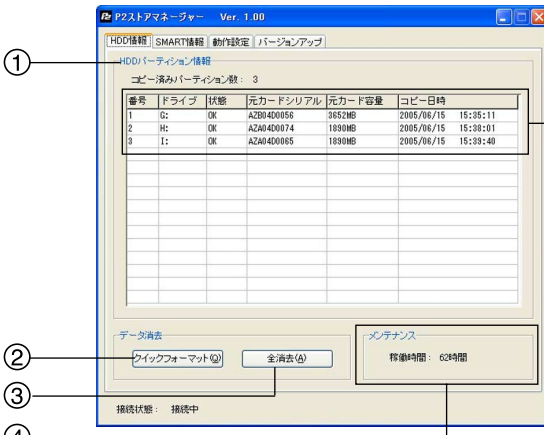 P2 P2ストアマネージャー Ver. 1.00
HDD情報 SMART情報 動作設定 バージョンアップ
① HDDパーティション情報
コピー済みパーティション数： 3
番号 ドライブ 状態 元カードシリアル 元カード容量 コピー日時
1 G: OK AZB04D0056 3652MB 2005/06/15 15:35:11
2 H: OK AZA04D0074 1890MB 2005/06/15 15:38:01
3 I: OK AZA04D0065 1890MB 2005/06/15 15:39:40
データ消去 メンテナンス
② クイックフォーマット(Q) 全消去(A) 稼働時間： 62時間
③
接続状態： 接続中
④